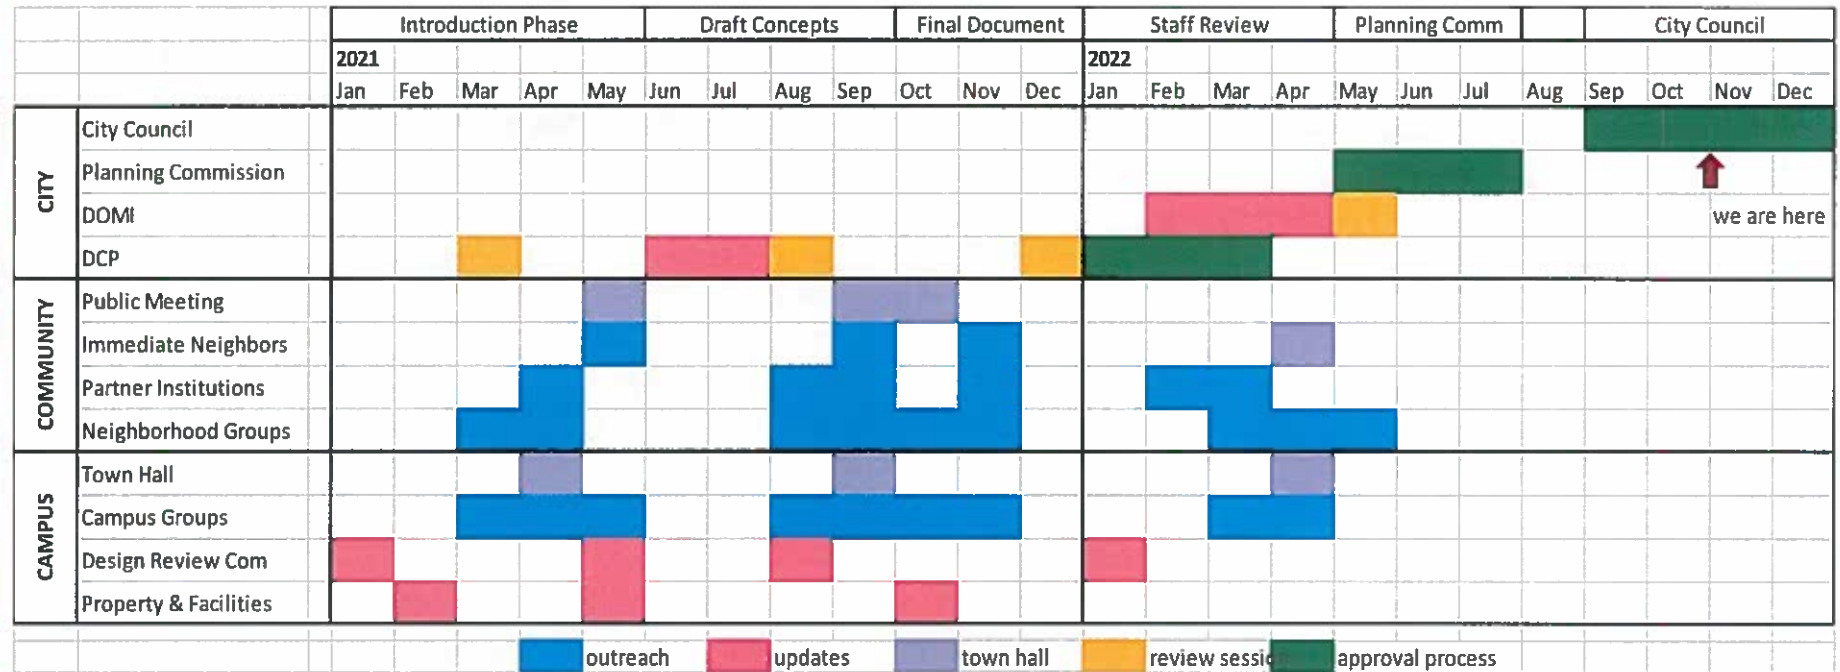 Introduction Phase Draft Concepts Final Document Staff Review Planning Comm City Council
2021 2022
Jan Feb Mar Apr May Jun Jul Aug Sep Oct Nov Dec Jan Feb Mar Apr May Jun Jul Aug Sep Oct Nov Dec
CITY
City Council
Planning Commission
DOMI
we are here
DCP
COMMUNITY
Public Meeting
Immediate Neighbors
Partner Institutions
Neighborhood Groups
CAMPUS
Town Hall
Campus Groups
Design Review Com
Property & Facilities
outreach updates town hall review sessi approval process